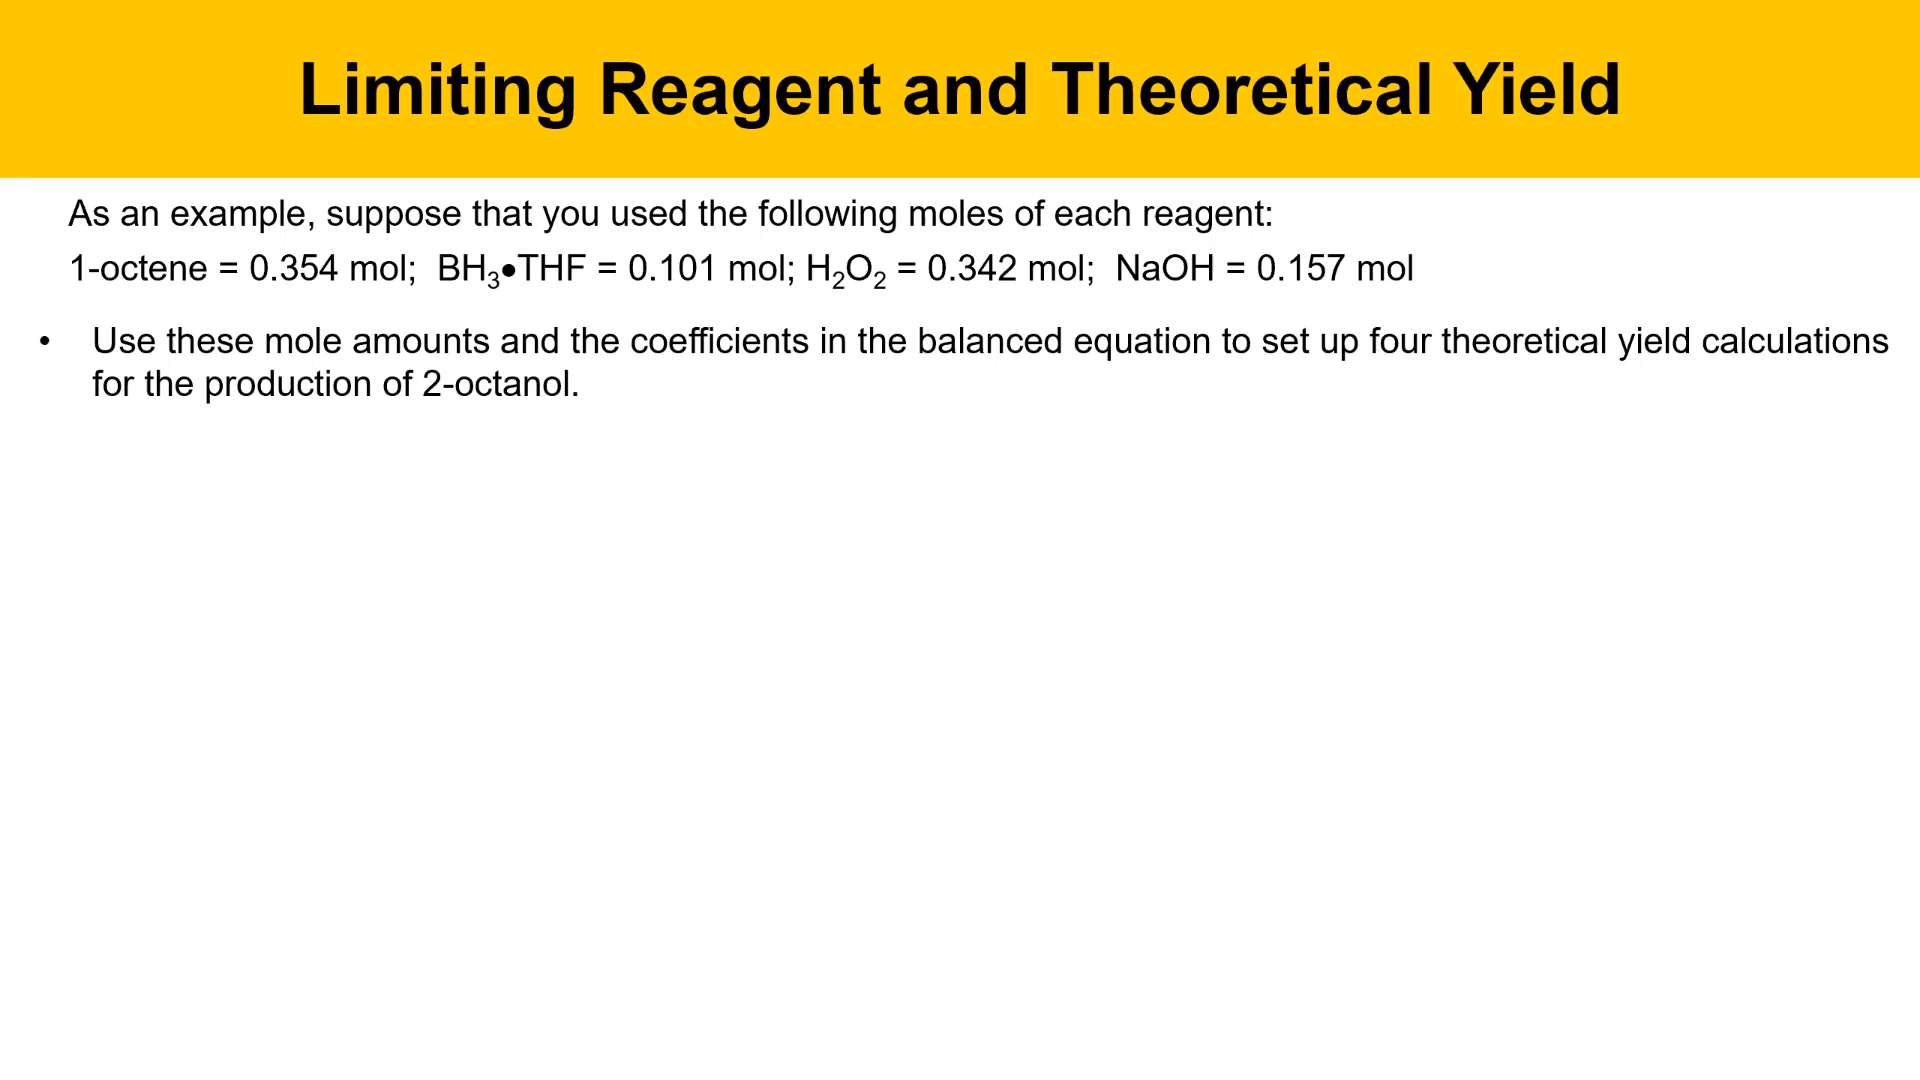 Limiting Reagent and Theoretical Yield
As an example, suppose that you used the following moles of each reagent:
1-octene = 0.354 mol;  BH₃•THF = 0.101 mol; H₂O₂ = 0.342 mol;  NaOH = 0.157 mol
• Use these mole amounts and the coefficients in the balanced equation to set up four theoretical yield calculations
for the production of 2-octanol.